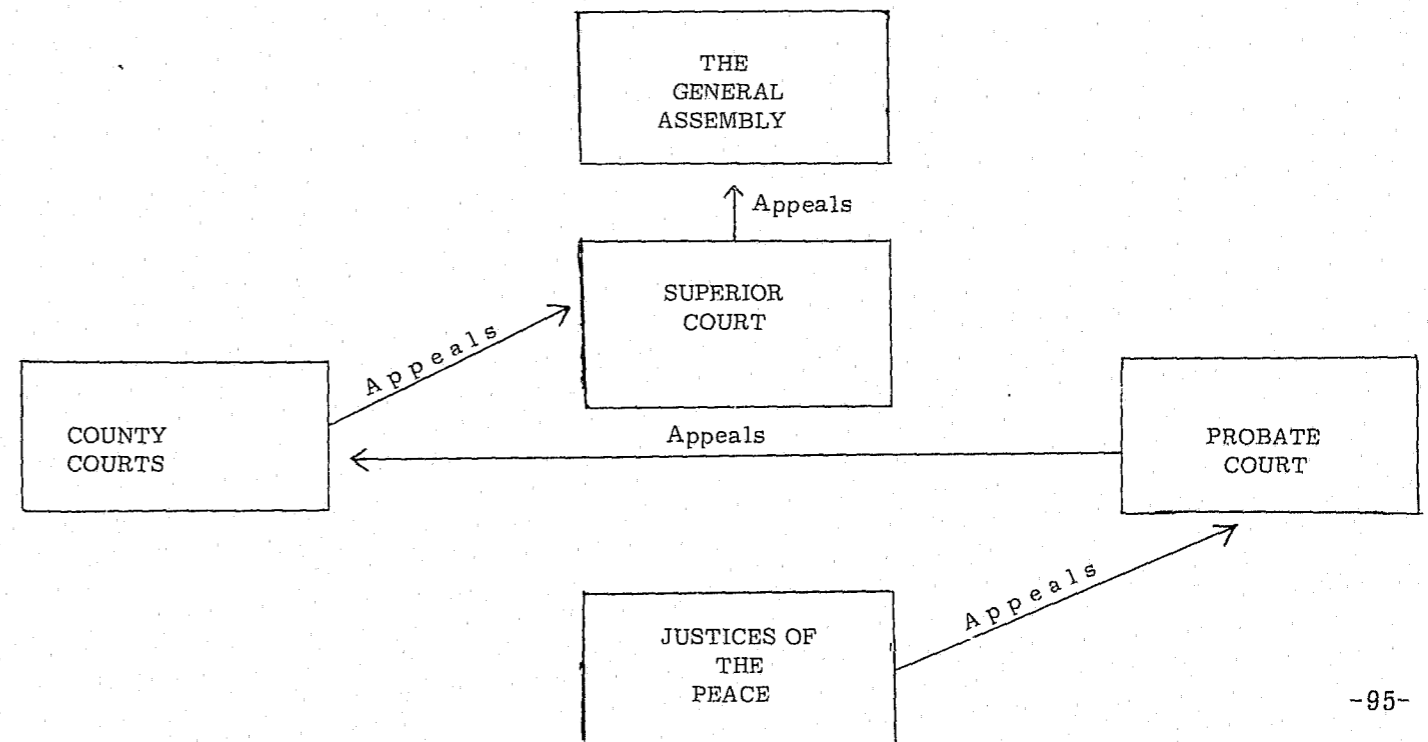 THE
GENERAL
ASSEMBLY
Appeals
SUPERIOR
COURT
Appeals
COUNTY
COURTS
Appeals
PROBATE
COURT
Appeals
JUSTICES OF
THE
PEACE
-95-